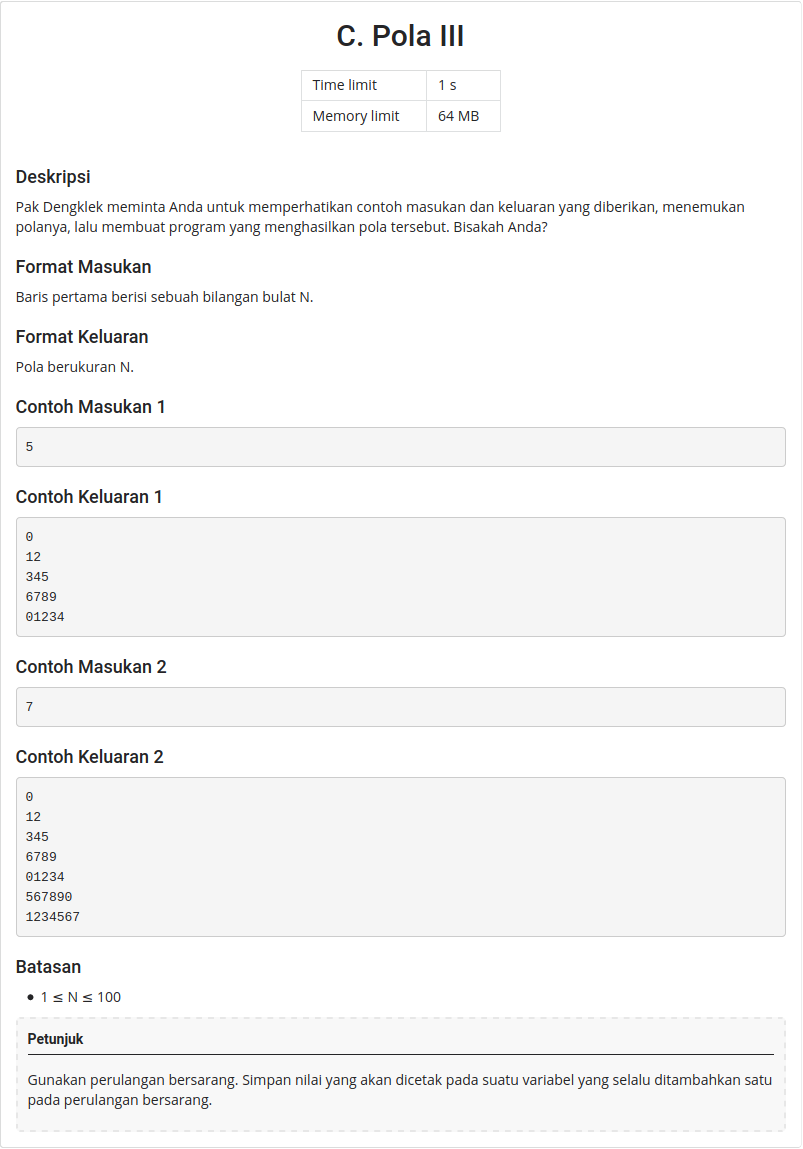 C. Pola III
Time limit 1 s
Memory limit 64 MB
Deskripsi
Pak Dengklek meminta Anda untuk memperhatikan contoh masukan dan keluaran yang diberikan, menemukan
polanya, lalu membuat program yang menghasilkan pola tersebut. Bisakah Anda?
Format Masukan
Baris pertama berisi sebuah bilangan bulat N.
Format Keluaran
Pola berukuran N.
Contoh Masukan 1
5
Contoh Keluaran 1
0
12
345
6789
01234
Contoh Masukan 2
7
Contoh Keluaran 2
0
12
345
6789
01234
567890
1234567
Batasan
• 1 ≤ N ≤ 100
Petunjuk
Gunakan perulangan bersarang. Simpan nilai yang akan dicetak pada suatu variabel yang selalu ditambahkan satu
pada perulangan bersarang.